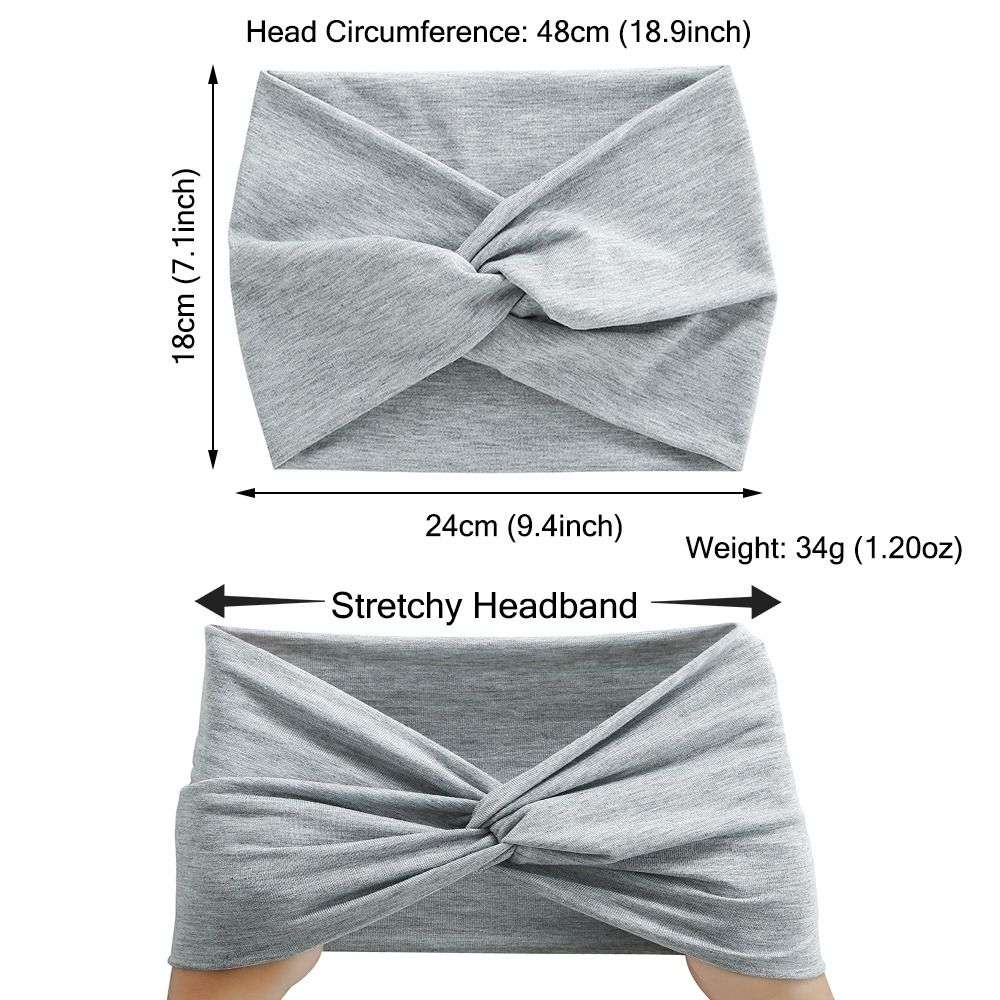 Head Circumference: 48cm (18.9inch)
18cm (7.1inch)
24cm (9.4inch)
Weight: 34g (1.20oz)
Stretchy Headband